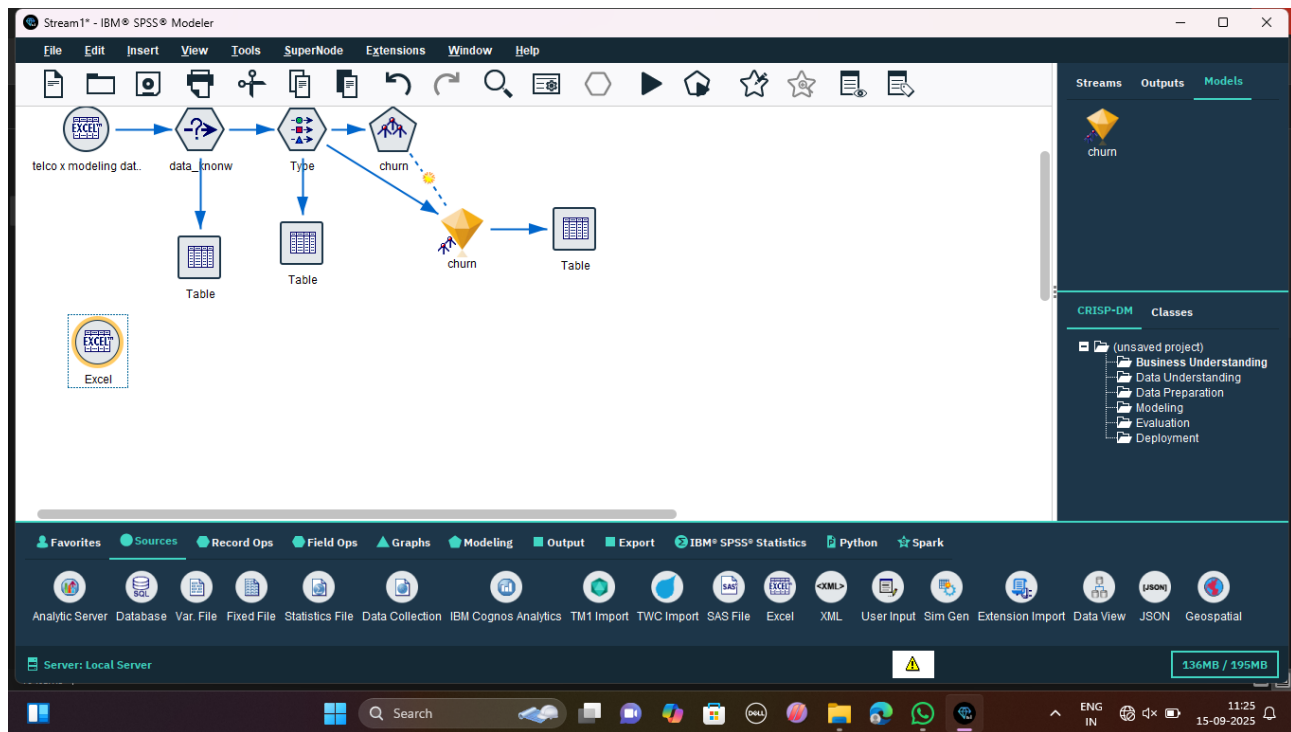 Stream1* - IBM® SPSS® Modeler
File Edit Insert View Tools SuperNode Extensions Window Help
Streams Outputs Models
churn
EXCEL™
telco x modeling dat.. data_knonw Type churn
churn
Table
Table
Table
EXCEL™
Excel
CRISP-DM Classes
(unsaved project)
Business Understanding
Data Understanding
Data Preparation
Modeling
Evaluation
Deployment
Favorites Sources Record Ops Field Ops Graphs Modeling Output Export IBM® SPSS® Statistics Python Spark
SQL SAS EXCEL™ <XML> {JSON}
Analytic Server Database Var. File Fixed File Statistics File Data Collection IBM Cognos Analytics TM1 Import TWC Import SAS File Excel XML User Input Sim Gen Extension Import Data View JSON Geospatial
Server: Local Server
136MB / 195MB
Search
DELL
ENG
IN
11:25
15-09-2025